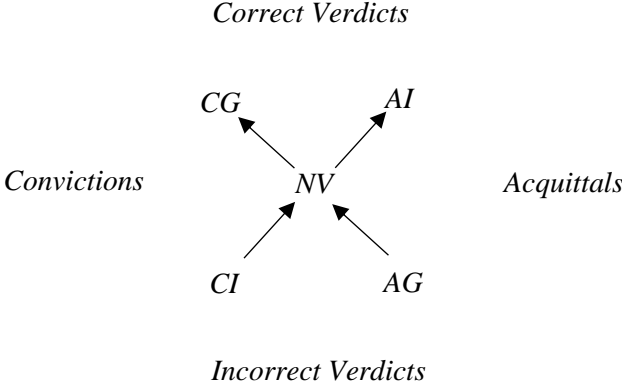 Correct Verdicts
CG AI
Convictions NV Acquittals
CI AG
Incorrect Verdicts